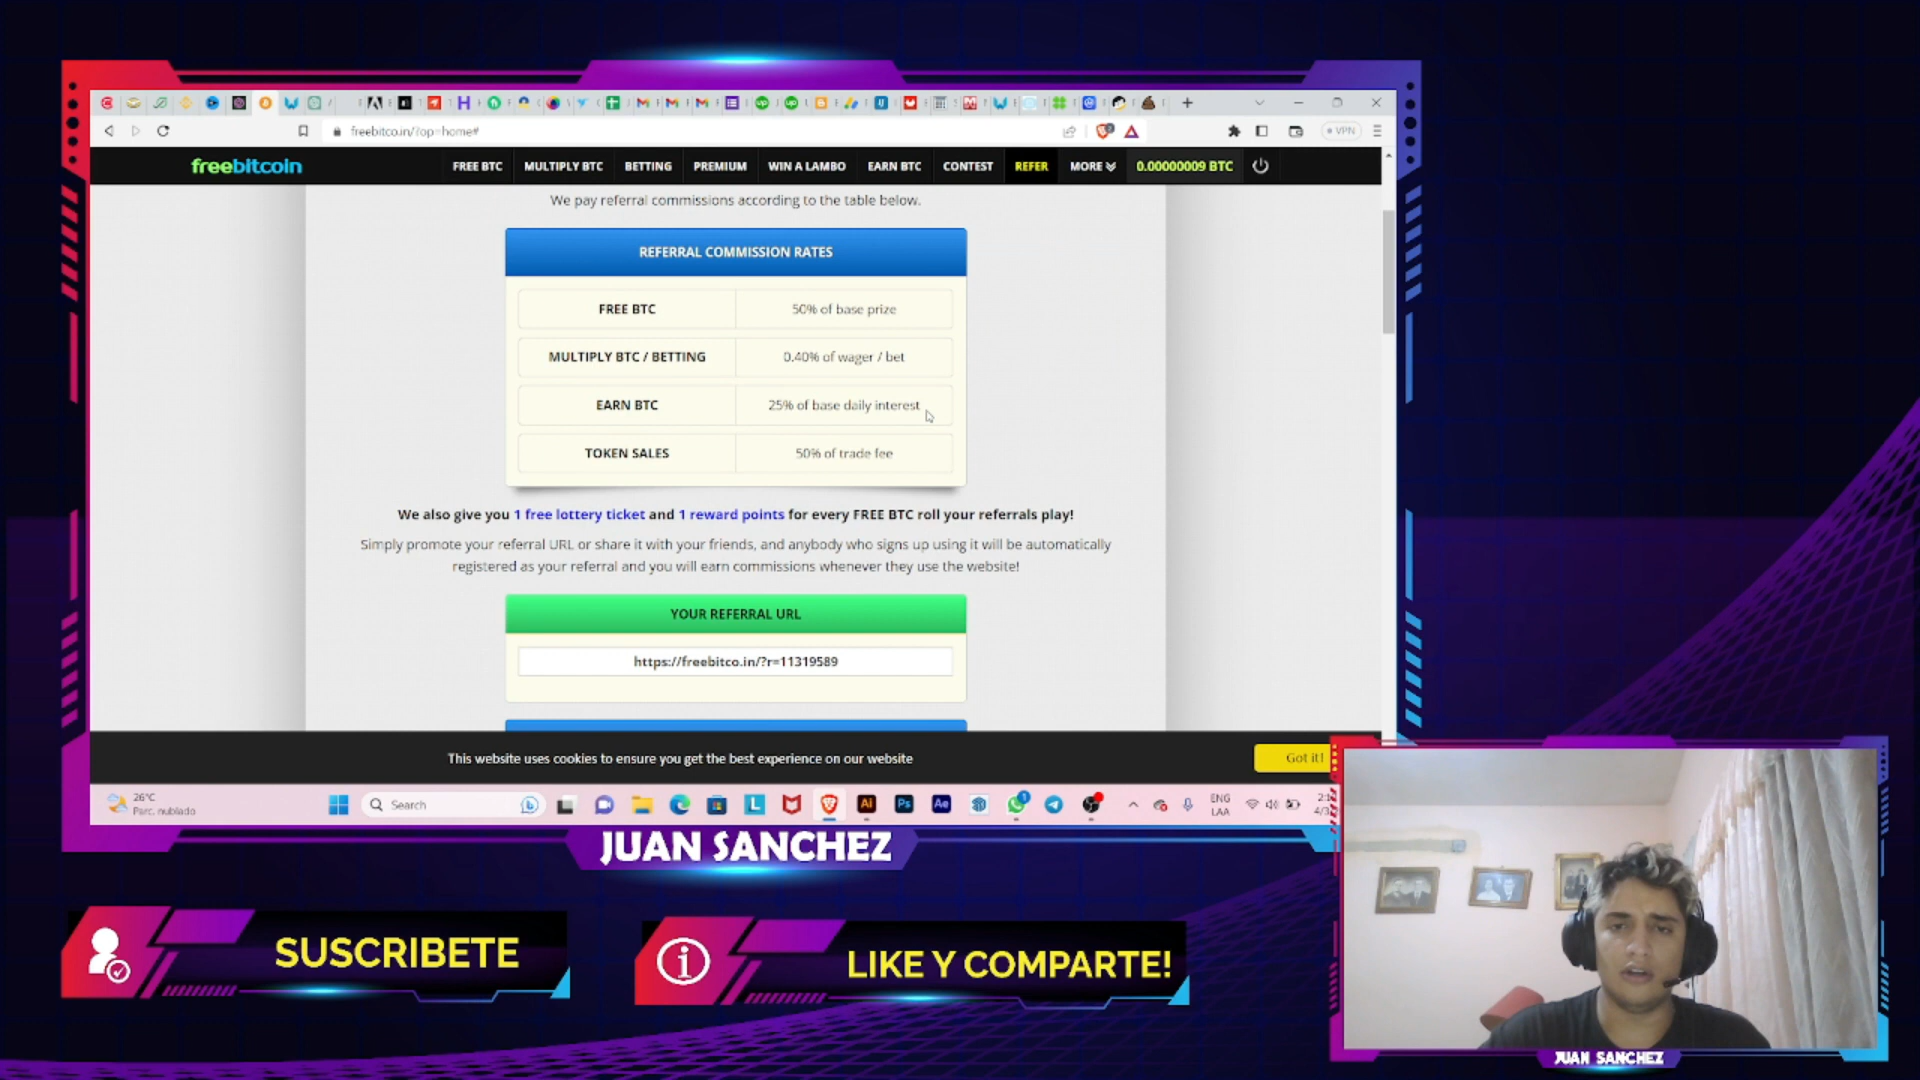 freebitco.in/?op=home#
VPN
freebitcoin
FREE BTC
MULTIPLY BTC
BETTING
PREMIUM
WIN A LAMBO
EARN BTC
CONTEST
REFER
MORE
0.00000009 BTC
We pay referral commissions according to the table below.
REFERRAL COMMISSION RATES
FREE BTC 50% of base prize
MULTIPLY BTC / BETTING 0.40% of wager / bet
EARN BTC 25% of base daily interest
TOKEN SALES 50% of trade fee
We also give you 1 free lottery ticket and 1 reward points for every FREE BTC roll your referrals play!
Simply promote your referral URL or share it with your friends, and anybody who signs up using it will be automatically
registered as your referral and you will earn commissions whenever they use the website!
YOUR REFERRAL URL
https://freebitco.in/?r=11319589
This website uses cookies to ensure you get the best experience on our website
Got it!
26°C
Parc. nublado
Search
ENG
LAA
JUAN SANCHEZ
SUSCRIBETE
LIKE Y COMPARTE!
JUAN SANCHEZ